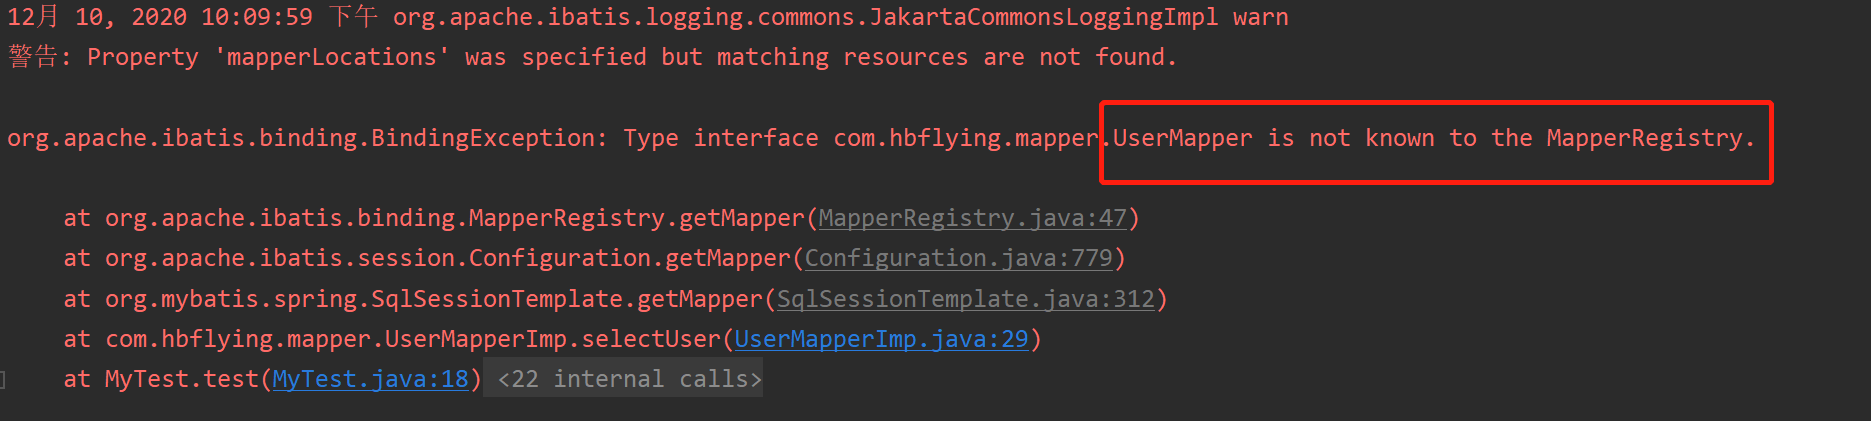 12月 10, 2020 10:09:59 下午 org.apache.ibatis.logging.commons.JakartaCommonsLoggingImpl warn
警告: Property 'mapperLocations' was specified but matching resources are not found.
org.apache.ibatis.binding.BindingException: Type interface com.hbflying.mapper.UserMapper is not known to the MapperRegistry.
at org.apache.ibatis.binding.MapperRegistry.getMapper(MapperRegistry.java:47)
at org.apache.ibatis.session.Configuration.getMapper(Configuration.java:779)
at org.mybatis.spring.SqlSessionTemplate.getMapper(SqlSessionTemplate.java:312)
at com.hbflying.mapper.UserMapperImp.selectUser(UserMapperImp.java:29)
at MyTest.test(MyTest.java:18) <22 internal calls>